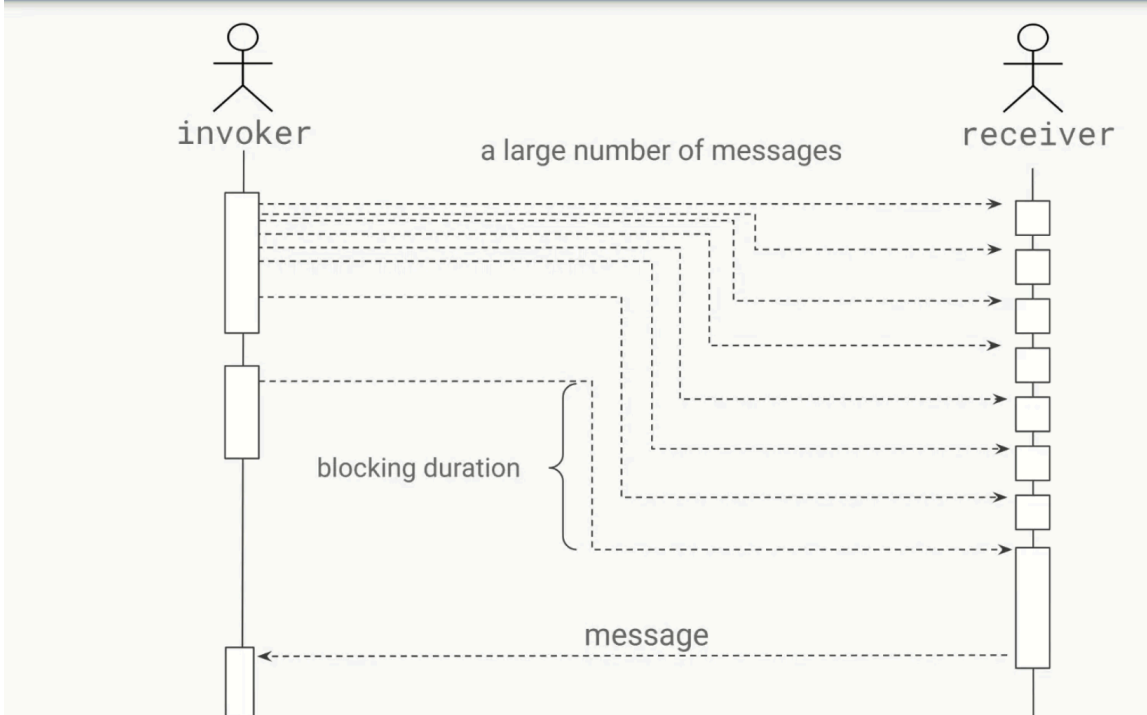 invoker
receiver
a large number of messages
blocking duration
message